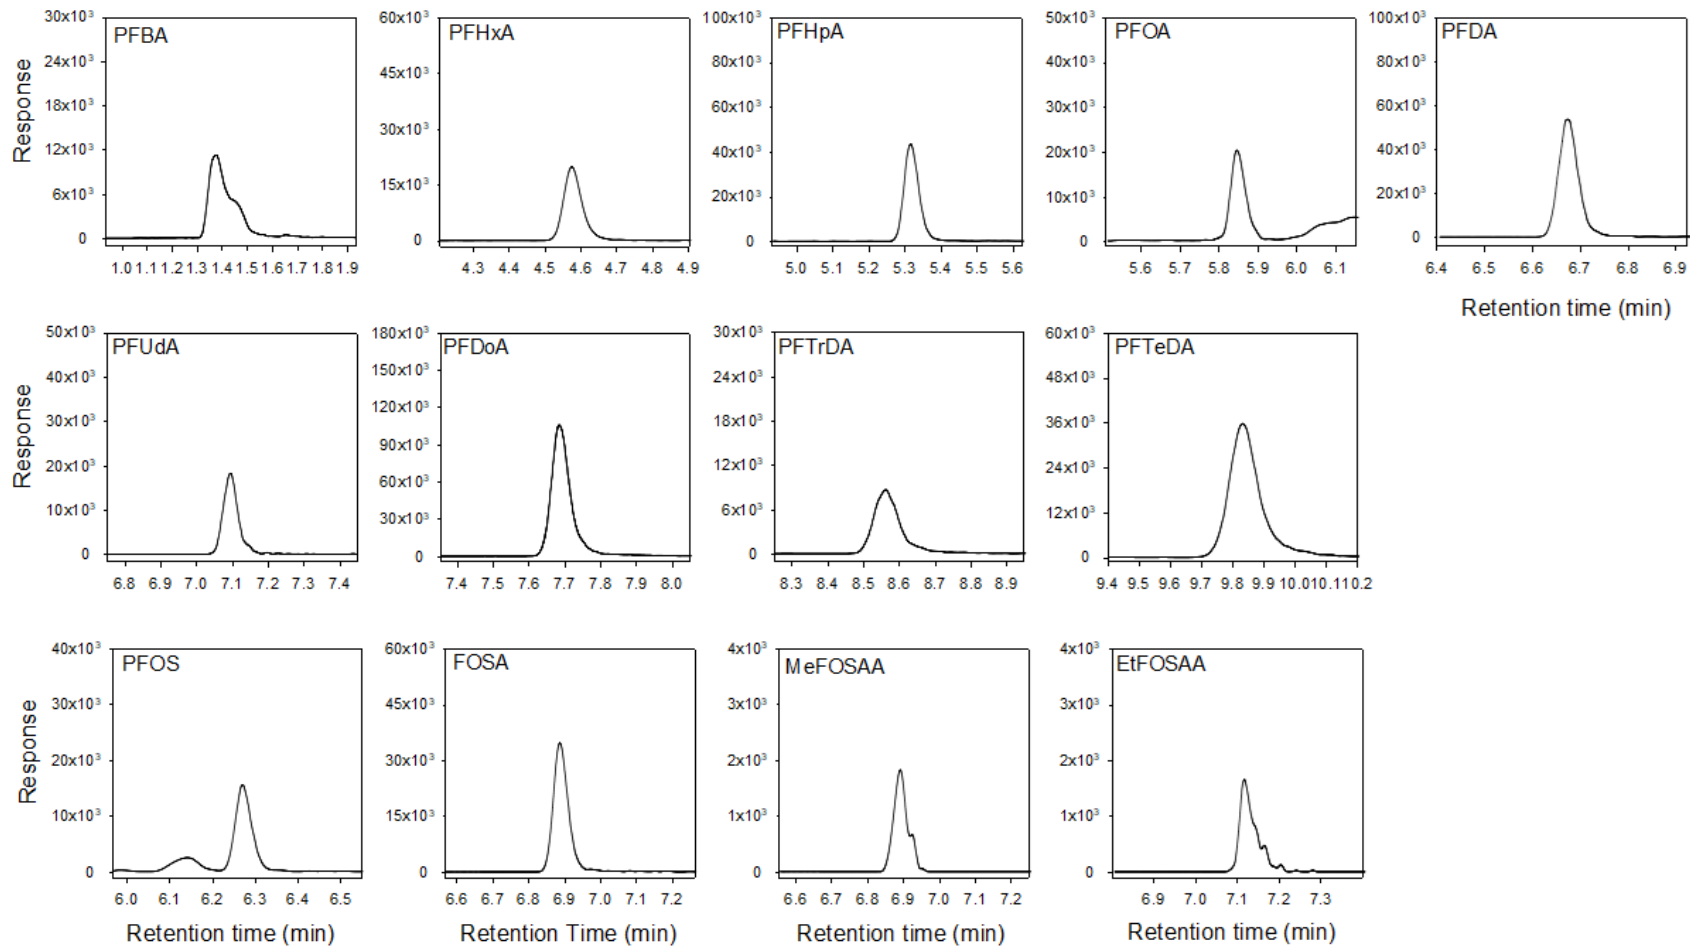 PFBA
30x10³
24x10³
18x10³
12x10³
6x10³
0
Response
1.0 1.1 1.2 1.3 1.4 1.5 1.6 1.7 1.8 1.9
PFHxA
60x10³
45x10³
30x10³
15x10³
0
4.3 4.4 4.5 4.6 4.7 4.8 4.9
PFHpA
100x10³
80x10³
60x10³
40x10³
20x10³
0
5.0 5.1 5.2 5.3 5.4 5.5 5.6
PFOA
50x10³
40x10³
30x10³
20x10³
10x10³
0
5.6 5.7 5.8 5.9 6.0 6.1
PFDA
100x10³
80x10³
60x10³
40x10³
20x10³
0
6.4 6.5 6.6 6.7 6.8 6.9
Retention time (min)
PFUdA
50x10³
40x10³
30x10³
20x10³
10x10³
0
Response
6.8 6.9 7.0 7.1 7.2 7.3 7.4
PFDoA
180x10³
150x10³
120x10³
90x10³
60x10³
30x10³
0
7.4 7.5 7.6 7.7 7.8 7.9 8.0
PFTrDA
30x10³
24x10³
18x10³
12x10³
6x10³
0
8.3 8.4 8.5 8.6 8.7 8.8 8.9
PFTeDA
60x10³
48x10³
36x10³
24x10³
12x10³
0
9.4 9.5 9.6 9.7 9.8 9.9 10.0 10.1 10.2
PFOS
40x10³
30x10³
20x10³
10x10³
0
Response
6.0 6.1 6.2 6.3 6.4 6.5
Retention time (min)
FOSA
60x10³
45x10³
30x10³
15x10³
0
6.6 6.7 6.8 6.9 7.0 7.1 7.2
Retention Time (min)
MeFOSAA
4x10³
3x10³
2x10³
1x10³
0
6.6 6.7 6.8 6.9 7.0 7.1 7.2
Retention time (min)
EtFOSAA
4x10³
3x10³
2x10³
1x10³
0
6.9 7.0 7.1 7.2 7.3
Retention time (min)